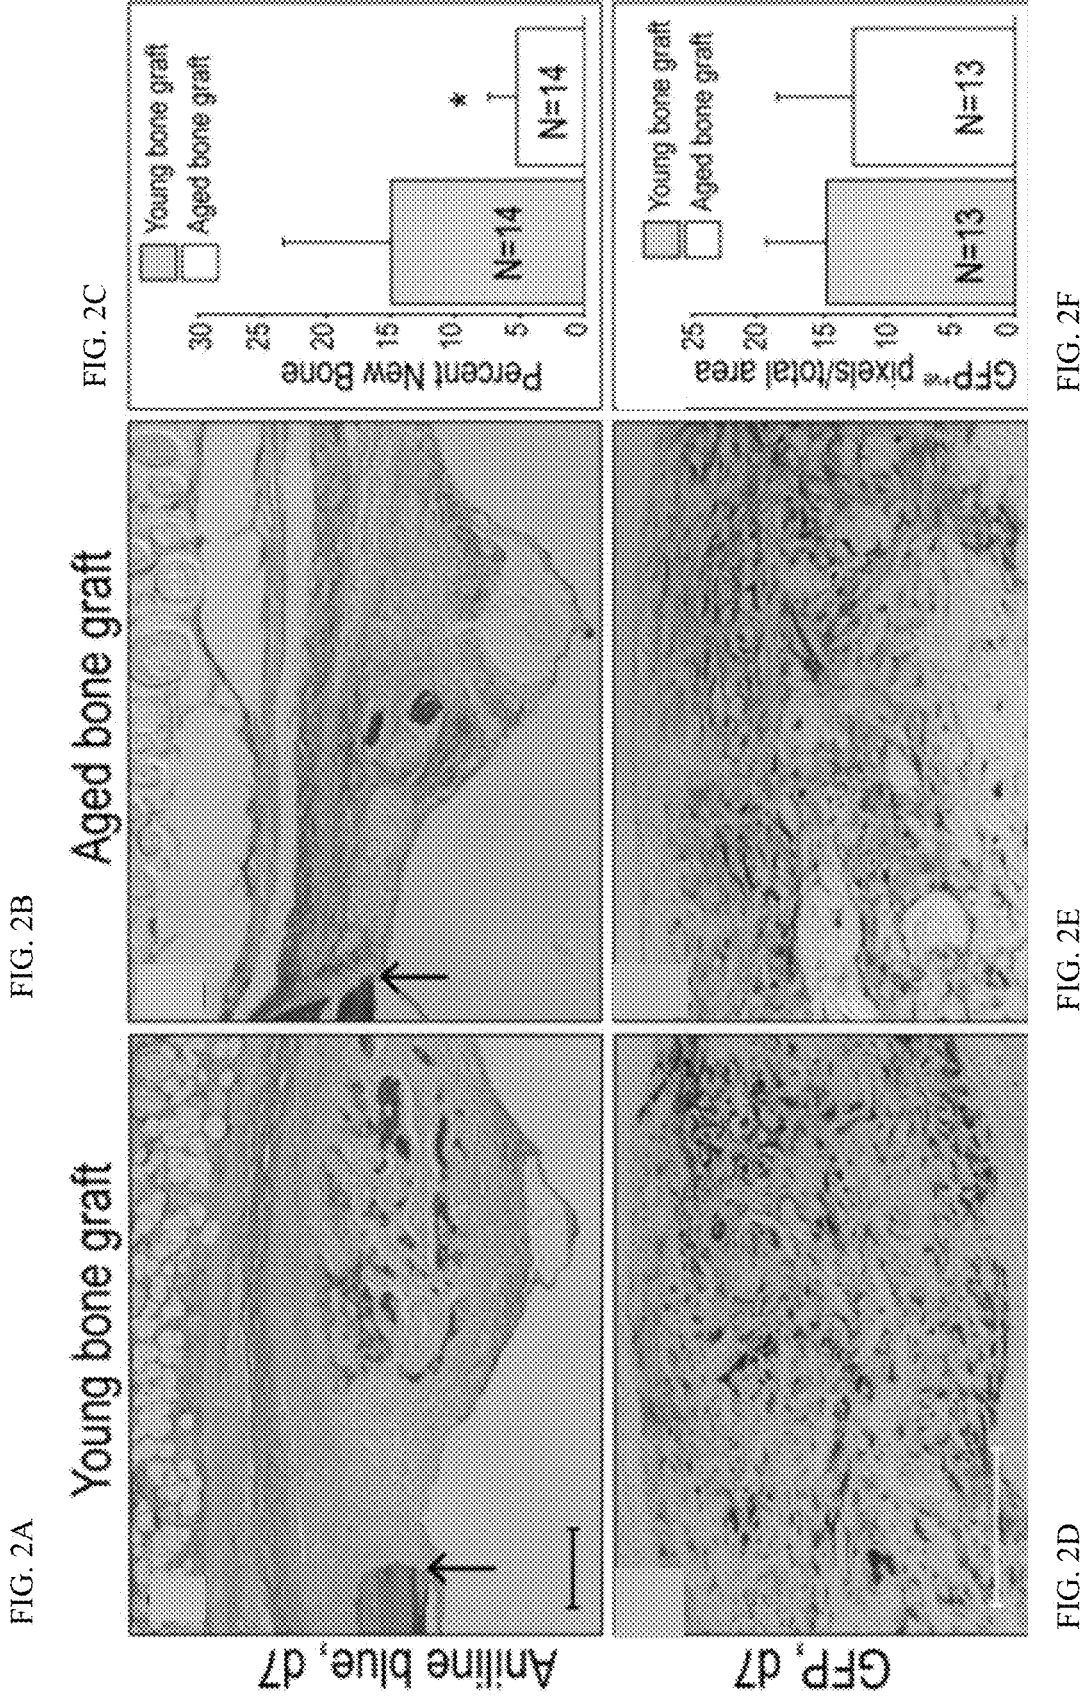 FIG. 2A
FIG. 2B
FIG. 2C
Young bone graft
Aged bone graft
Aniline blue, d7
Percent New Bone
30
25
20
15
10
5
0
Young bone graft
Aged bone graft
N=14
*
N=14
GFP, d7
GFP⁺ᵛᵉ
pixels/total area
25
20
15
10
5
0
Young bone graft
Aged bone graft
N=13
N=13
FIG. 2D
FIG. 2E
FIG. 2F